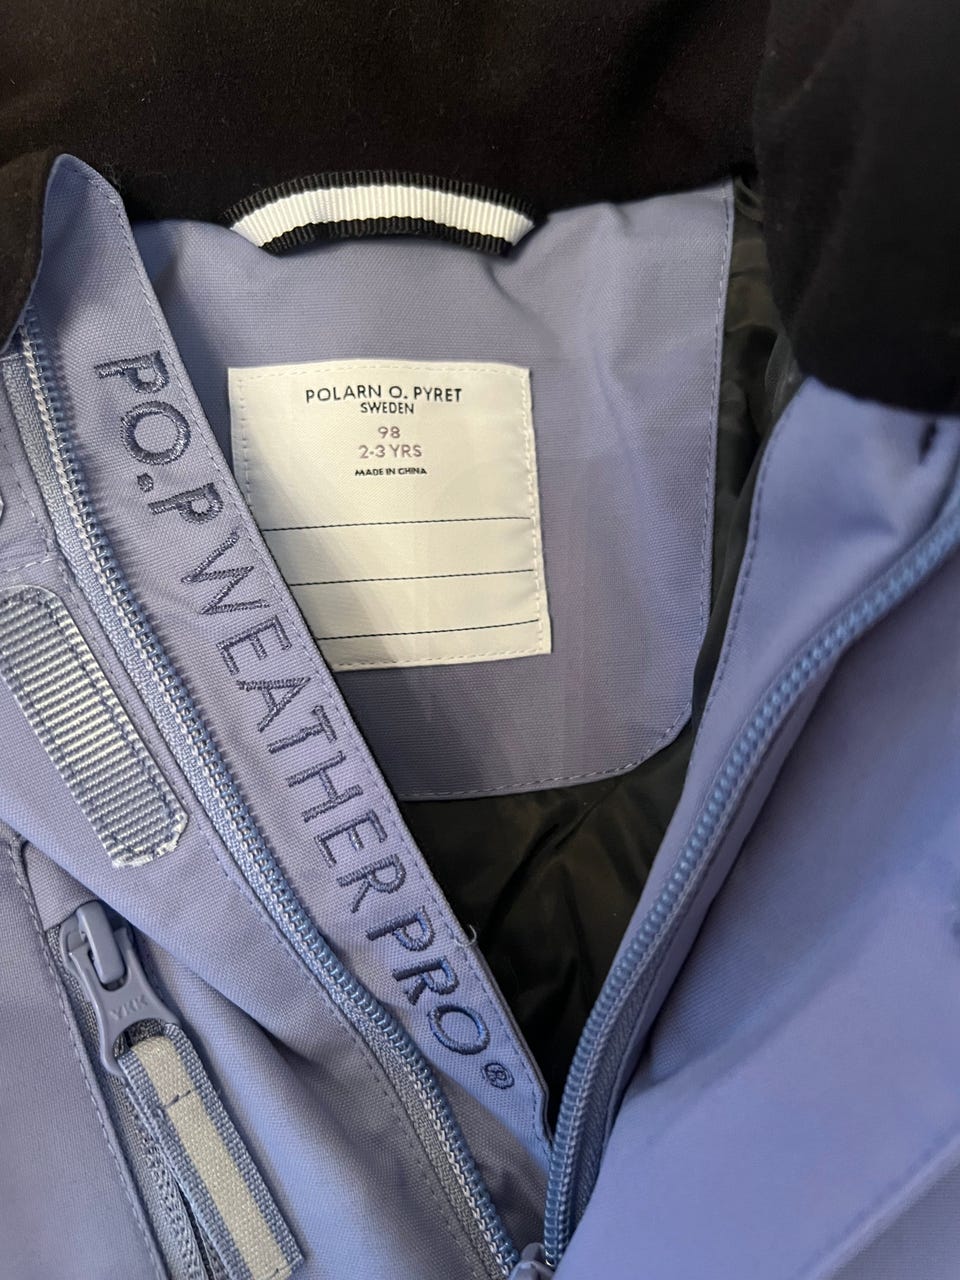 POLARN O. PYRET
SWEDEN
98
2-3 YRS
MADE IN CHINA
PO.P WEATHER PRO®
YKK